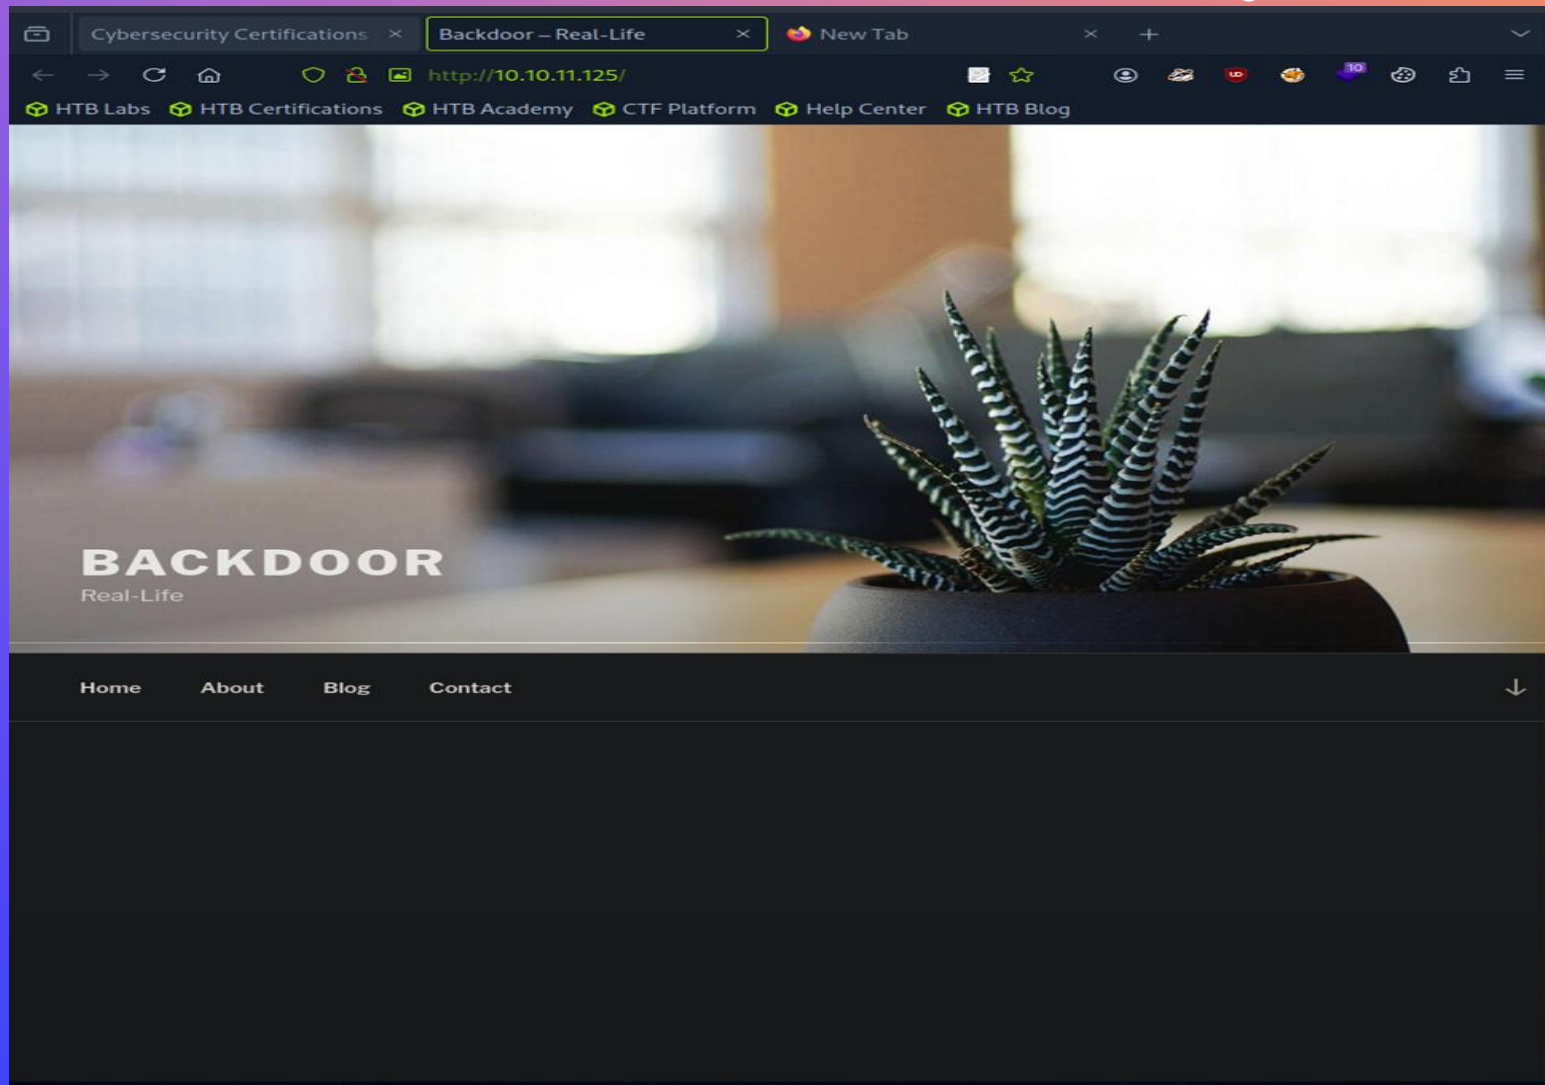 Cybersecurity Certifications
Backdoor – Real-Life
New Tab
http://10.10.11.125/
10
HTB Labs HTB Certifications HTB Academy CTF Platform Help Center HTB Blog
BACKDOOR
Real-Life
Home About Blog Contact